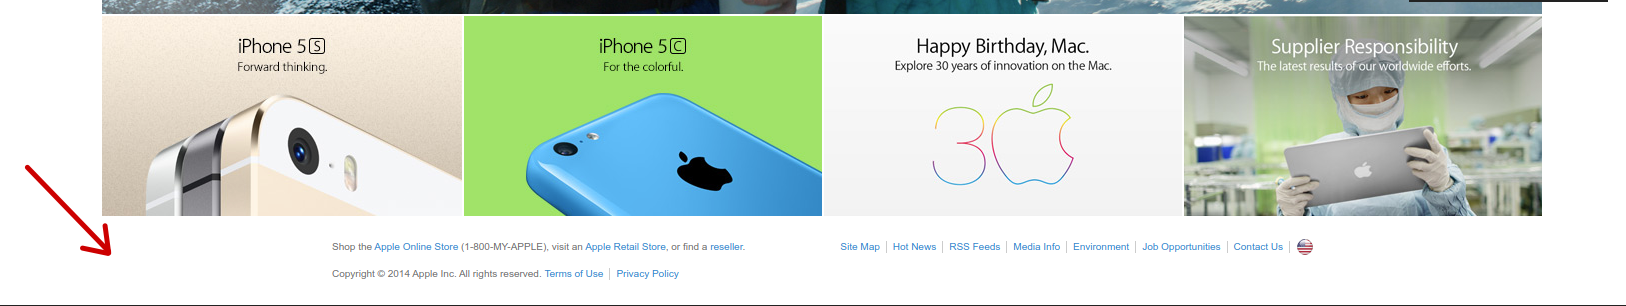 iPhone 5S
Forward thinking.
iPhone 5C
For the colorful.
Happy Birthday, Mac.
Explore 30 years of innovation on the Mac.
30
Supplier Responsibility
The latest results of our worldwide efforts.
Shop the Apple Online Store (1-800-MY-APPLE), visit an Apple Retail Store, or find a reseller.
Site Map | Hot News | RSS Feeds | Media Info | Environment | Job Opportunities | Contact Us |
Copyright © 2014 Apple Inc. All rights reserved. Terms of Use | Privacy Policy